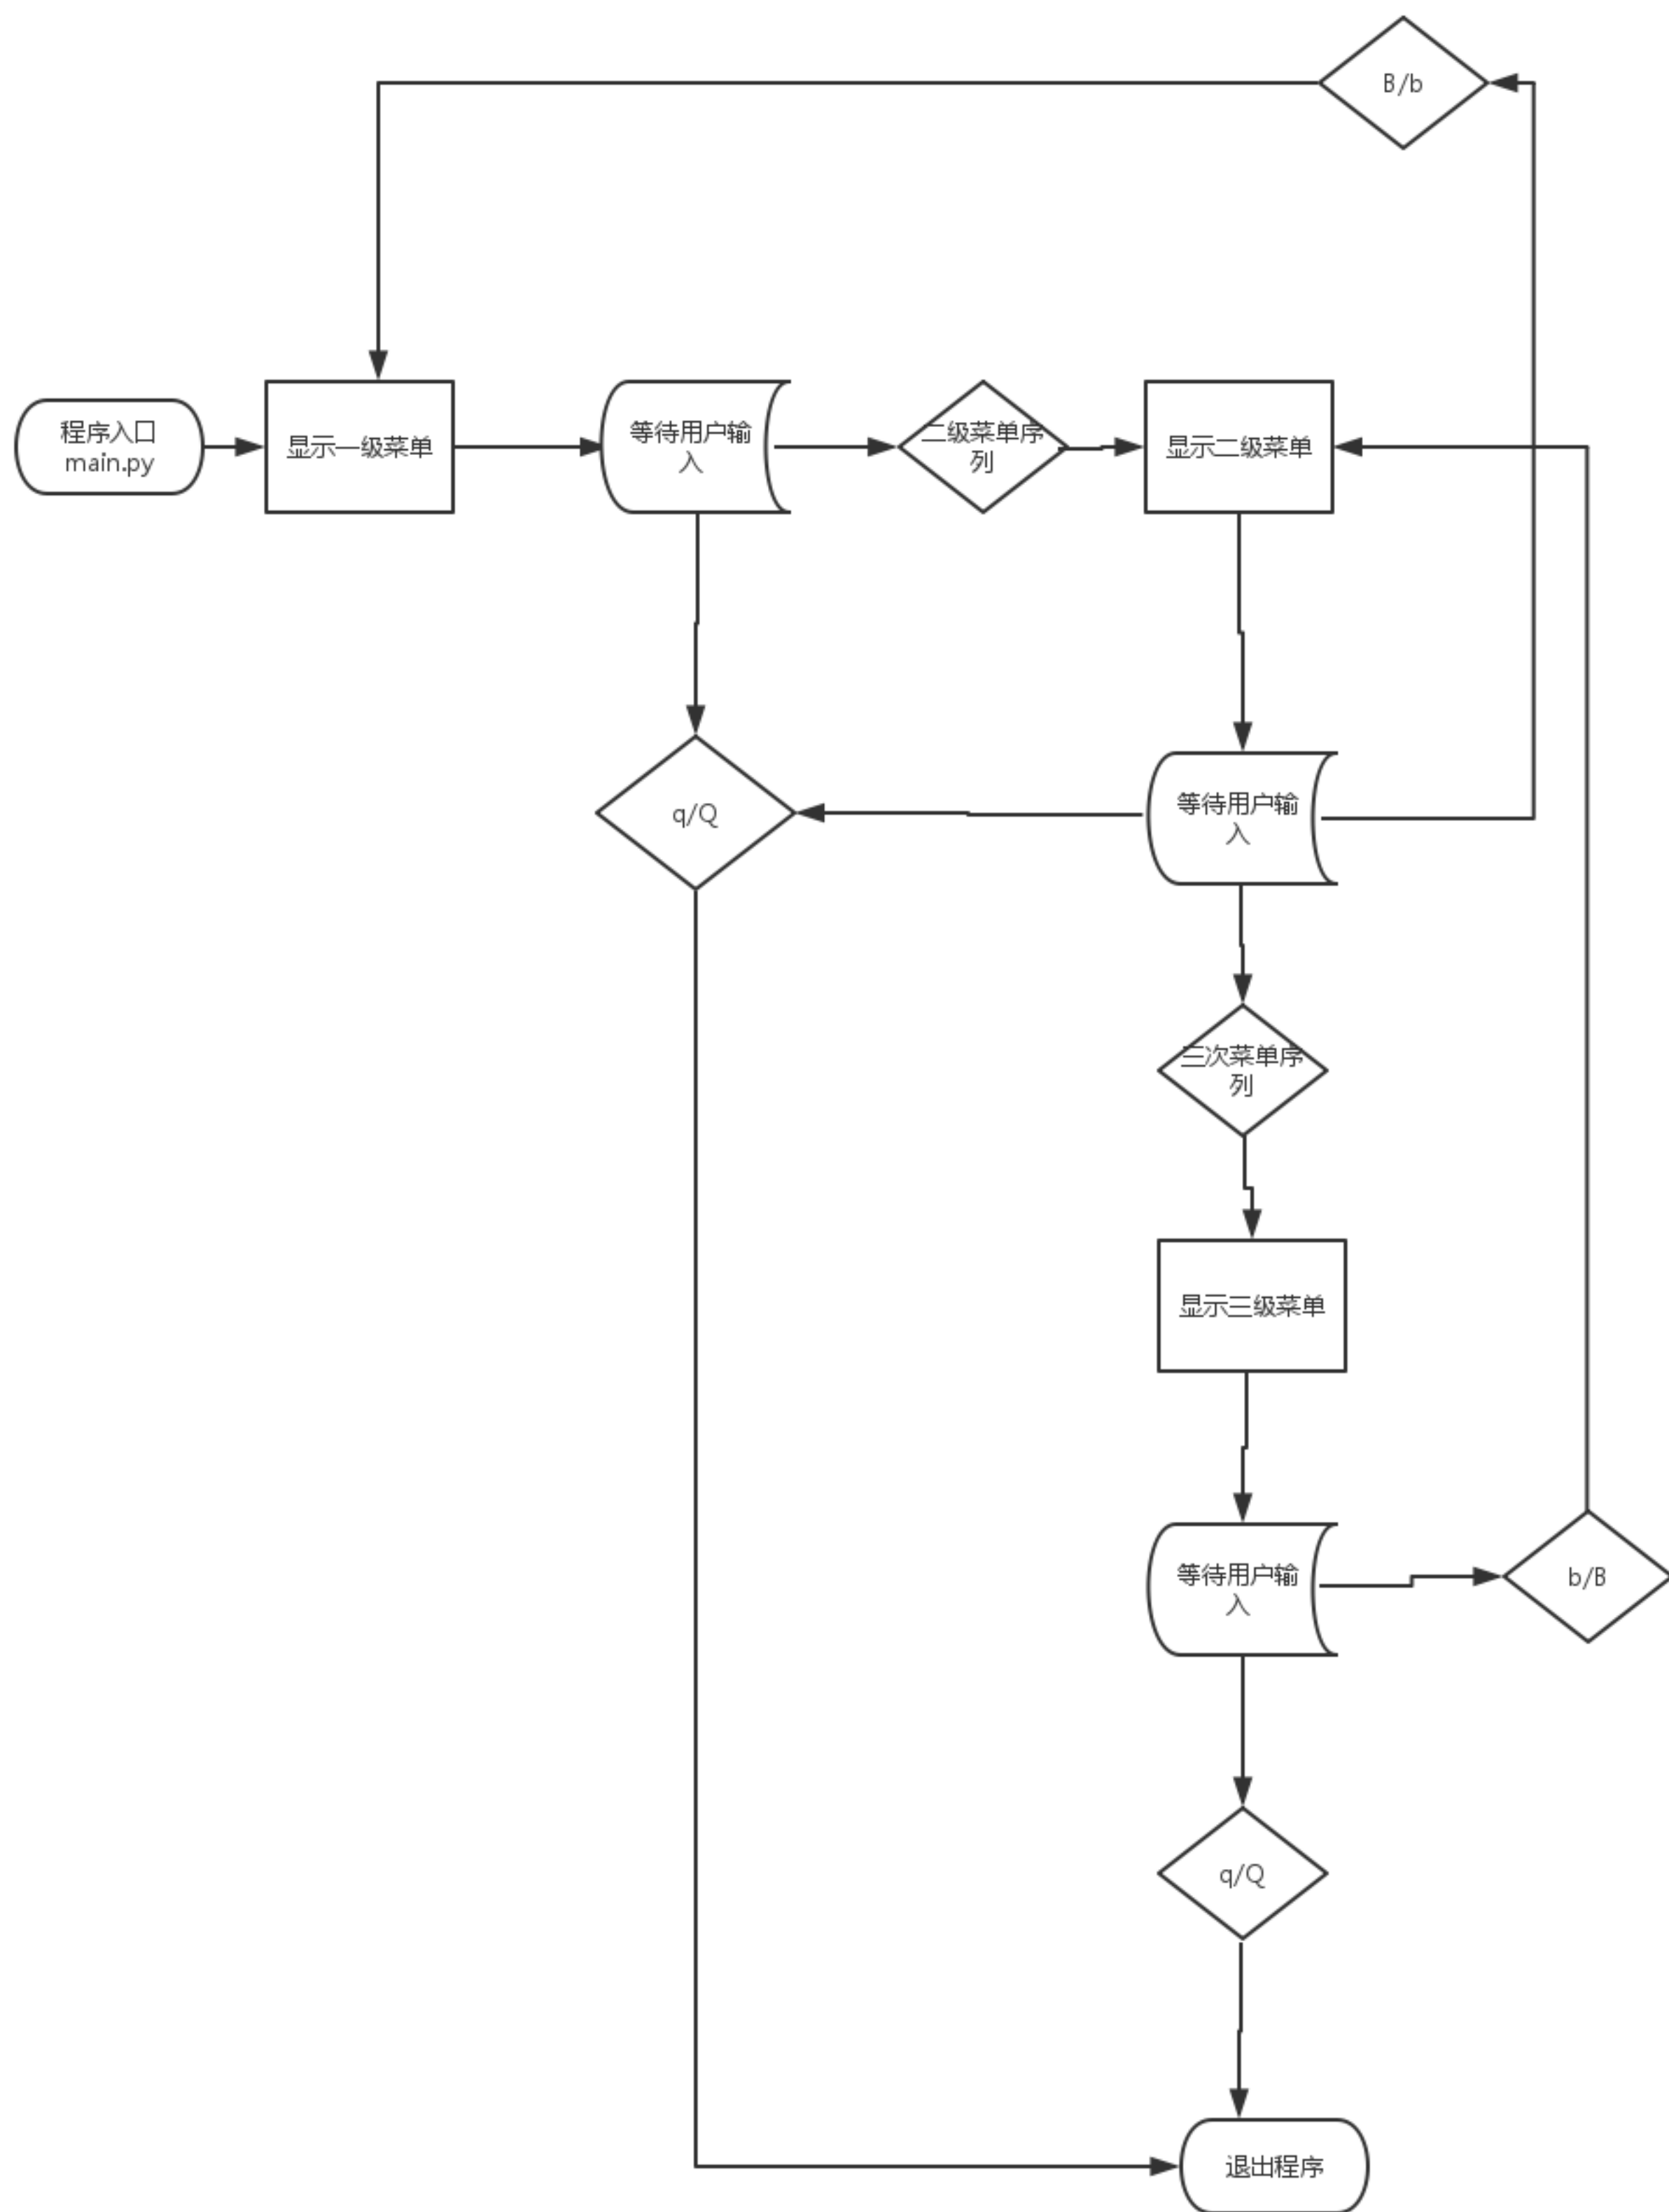 B/b
程序入口
main.py
显示一级菜单
等待用户输
入
二级菜单序
列
显示二级菜单
q/Q
等待用户输
入
三次菜单序
列
显示三级菜单
等待用户输
入
b/B
q/Q
退出程序